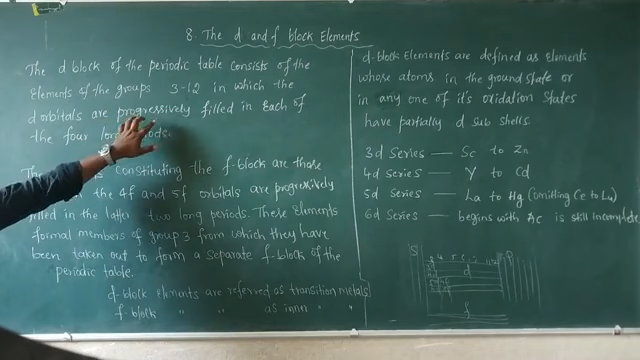 8. The d and f block Elements
The d block of the periodic table consists of the
Elements of the groups 3-12 in which the
d orbitals are progressively filled in Each of
the four
constituting the f-block are those
the 4f and 5f orbitals are progressively
filled in the latter two long periods. These Elements
formal members of group 3 from which they have
been taken out to form a separate f-block of the
periodic table.
d-block elements are referred as transition metals
f-block " " as inner " "
d-block Elements are defined as Elements
whose atoms in the ground state or
in any one of it's oxidation states
have partially d sub shells.
3d Series — Sc to Zn
4d Series — Y to Cd
5d Series — La to Hg (omitting Ce to Lu)
6d Series — begins with Ac is still incomplete
S
d
f